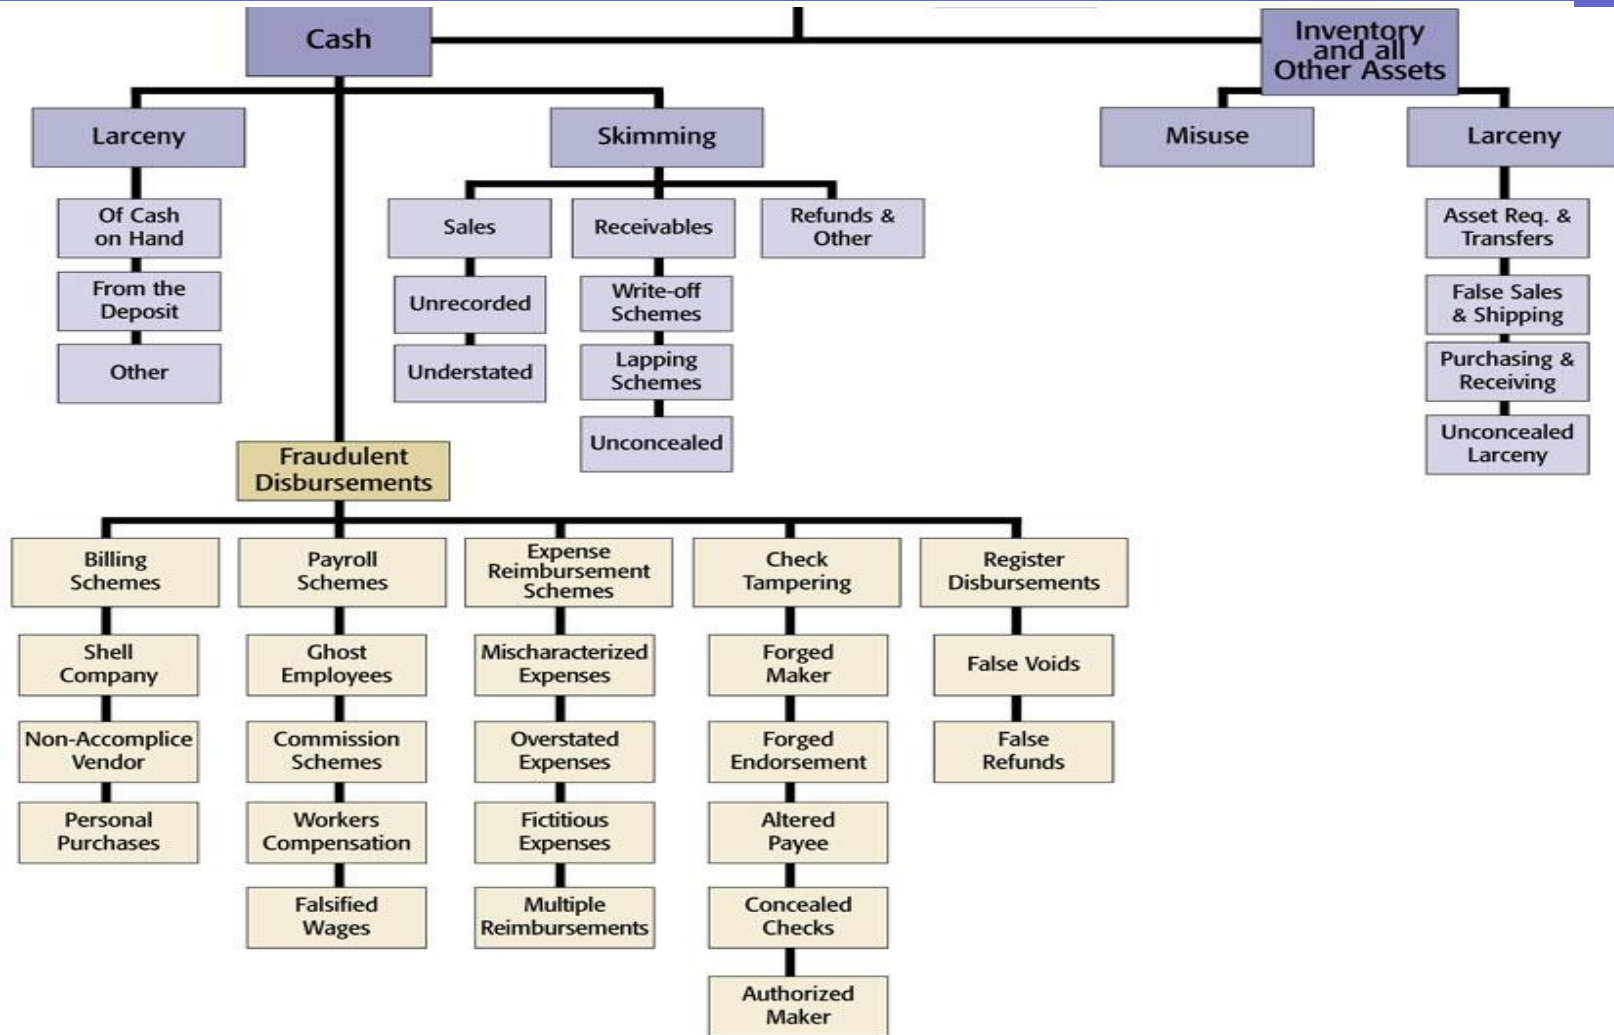 Cash
Inventory
and all
Other Assets
Larceny
Skimming
Misuse
Larceny
Of Cash
on Hand
From the
Deposit
Other
Sales
Unrecorded
Understated
Receivables
Write-off
Schemes
Lapping
Schemes
Unconcealed
Refunds &
Other
Asset Req. &
Transfers
False Sales
& Shipping
Purchasing &
Receiving
Unconcealed
Larceny
Fraudulent
Disbursements
Billing
Schemes
Shell
Company
Non-Accomplice
Vendor
Personal
Purchases
Payroll
Schemes
Ghost
Employees
Commission
Schemes
Workers
Compensation
Falsified
Wages
Expense
Reimbursement
Schemes
Mischaracterized
Expenses
Overstated
Expenses
Fictitious
Expenses
Multiple
Reimbursements
Check
Tampering
Forged
Maker
Forged
Endorsement
Altered
Payee
Concealed
Checks
Authorized
Maker
Register
Disbursements
False Voids
False
Refunds